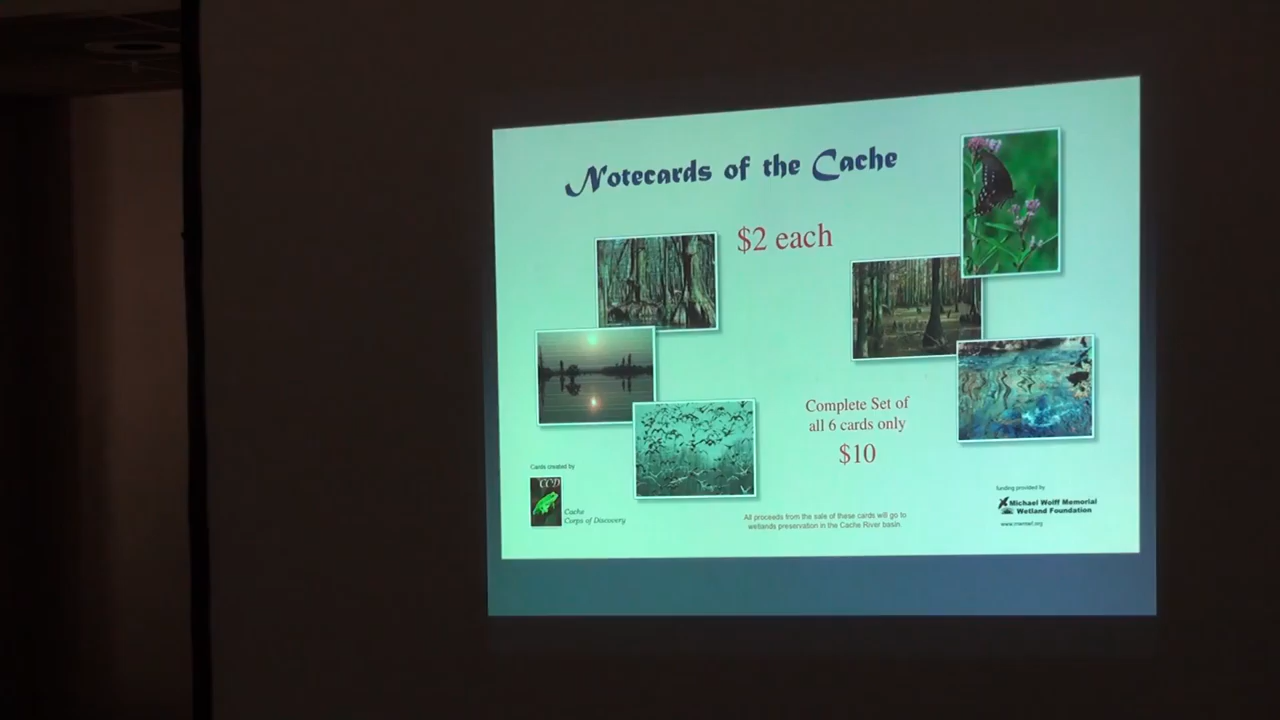 Notecards of the Cache
$2 each
Complete Set of
all 6 cards only
$10
Cards created by
CCD
Cache
Corps of Discovery
All proceeds from the sale of these cards will go to
wetlands preservation in the Cache River basin.
funding provided by
Michael Wolff Memorial
Wetland Foundation